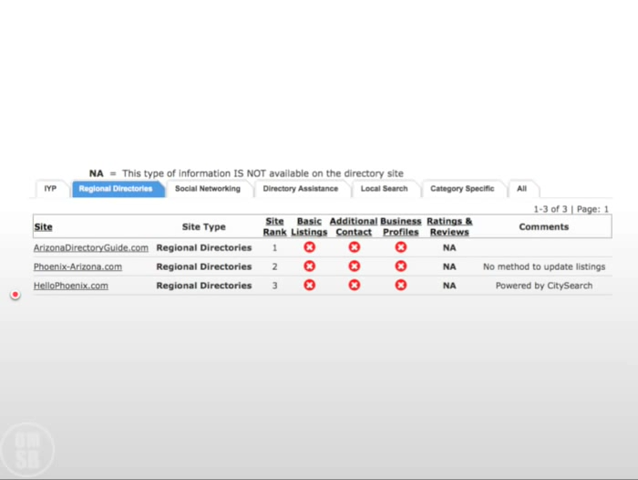 NA = This type of information IS NOT available on the directory site
IYP Regional Directories Social Networking Directory Assistance Local Search Category Specific All
1-3 of 3 | Page: 1
Site Site Type Site Rank Basic Listings Additional Contact Business Profiles Ratings & Reviews Comments
ArizonaDirectoryGuide.com Regional Directories 1 NA
Phoenix-Arizona.com Regional Directories 2 NA No method to update listings
HelloPhoenix.com Regional Directories 3 NA Powered by CitySearch
BM
SB